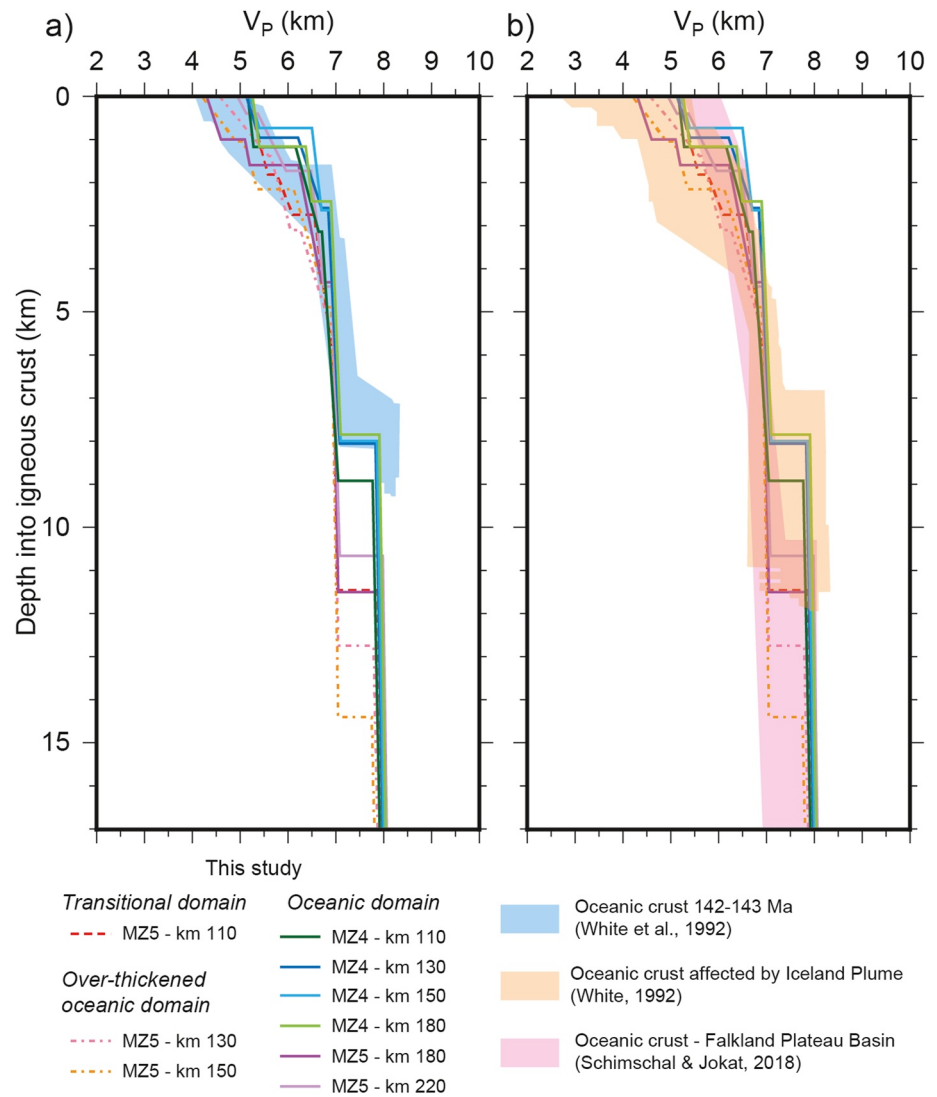 a) V_P (km) b) V_P (km)
2 3 4 5 6 7 8 9 10 2 3 4 5 6 7 8 9 10
0
5
10
15
Depth into igneous crust (km)
This study
Transitional domain
MZ5 - km 110
Over-thickened
oceanic domain
MZ5 - km 130
MZ5 - km 150
Oceanic domain
MZ4 - km 110
MZ4 - km 130
MZ4 - km 150
MZ4 - km 180
MZ5 - km 180
MZ5 - km 220
Oceanic crust 142-143 Ma
(White et al., 1992)
Oceanic crust affected by Iceland Plume
(White, 1992)
Oceanic crust - Falkland Plateau Basin
(Schimschal & Jokat, 2018)